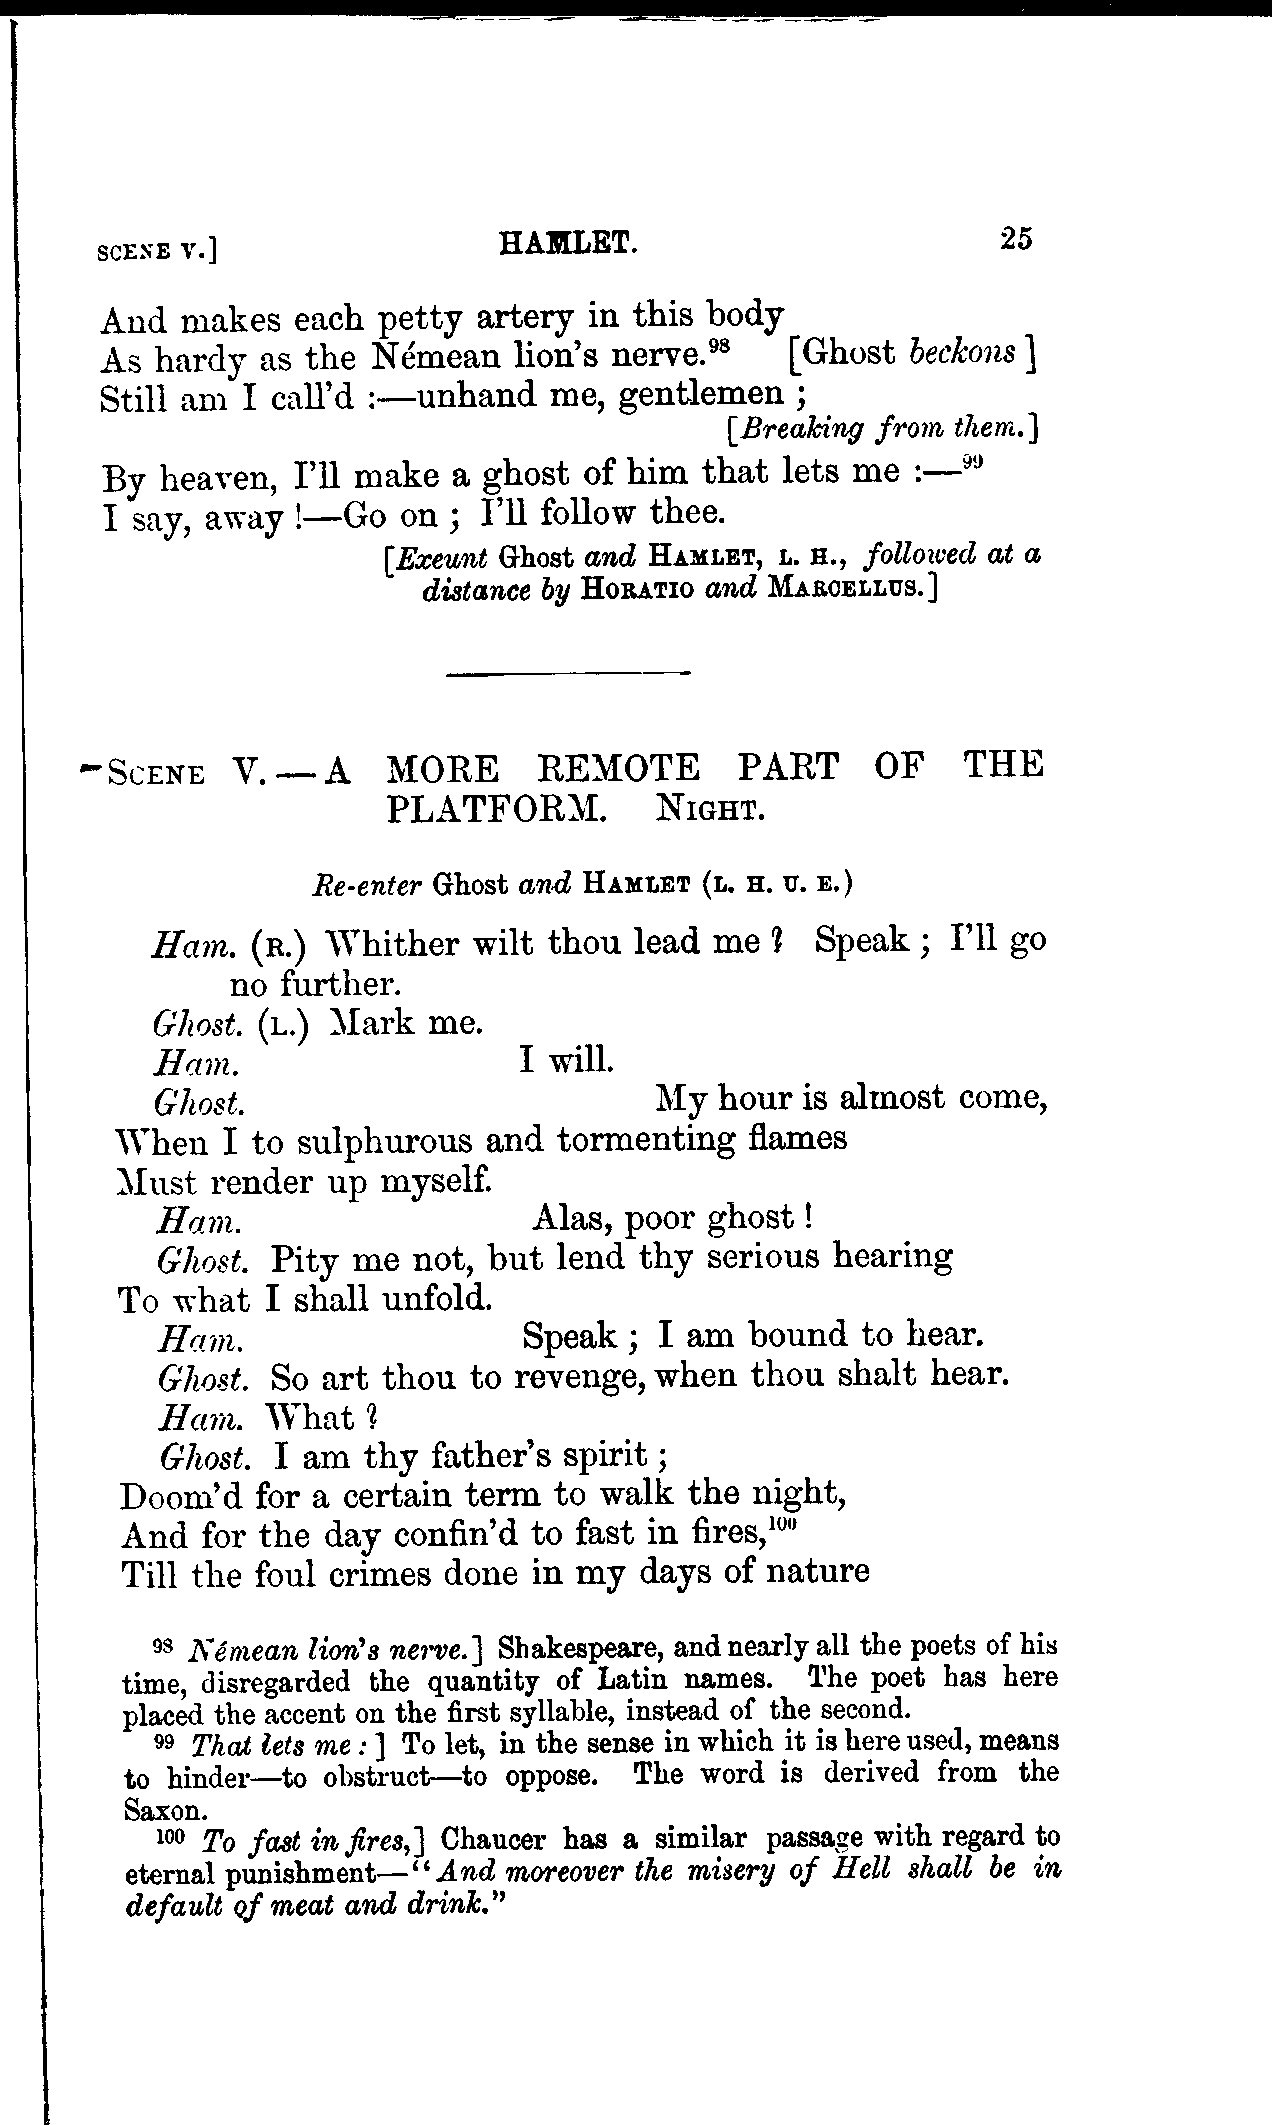 SCENE V.] HAMLET. 25
And makes each petty artery in this body
As hardy as the Némean lion's nerve.⁹⁸ [Ghost beckons]
Still am I call'd :—unhand me, gentlemen ;
[Breaking from them.]
By heaven, I'll make a ghost of him that lets me :—⁹⁹
I say, away !—Go on ; I'll follow thee.
[Exeunt Ghost and HAMLET, L. H., followed at a
distance by HORATIO and MARCELLUS.]
SCENE V.—A MORE REMOTE PART OF THE
PLATFORM. NIGHT.
Re-enter Ghost and HAMLET (L. H. U. E.)
Ham. (R.) Whither wilt thou lead me ? Speak ; I'll go
no further.
Ghost. (L.) Mark me.
Ham. I will.
Ghost. My hour is almost come,
When I to sulphurous and tormenting flames
Must render up myself.
Ham. Alas, poor ghost !
Ghost. Pity me not, but lend thy serious hearing
To what I shall unfold.
Ham. Speak ; I am bound to hear.
Ghost. So art thou to revenge, when thou shalt hear.
Ham. What ?
Ghost. I am thy father's spirit ;
Doom'd for a certain term to walk the night,
And for the day confin'd to fast in fires,¹⁰⁰
Till the foul crimes done in my days of nature
⁹⁸ Némean lion's nerve.] Shakespeare, and nearly all the poets of his
time, disregarded the quantity of Latin names. The poet has here
placed the accent on the first syllable, instead of the second.
⁹⁹ That lets me :] To let, in the sense in which it is here used, means
to hinder—to obstruct—to oppose. The word is derived from the
Saxon.
¹⁰⁰ To fast in fires,] Chaucer has a similar passage with regard to
eternal punishment—"And moreover the misery of Hell shall be in
default of meat and drink."